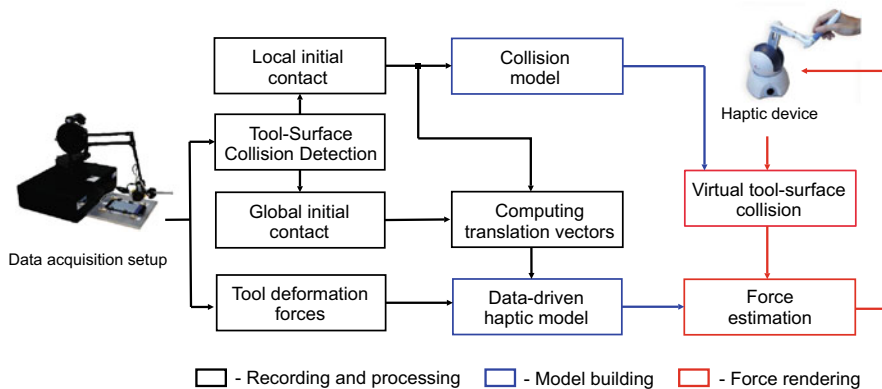 Local initial
contact
Collision
model
Haptic device
Tool-Surface
Collision Detection
Global initial
contact
Computing
translation vectors
Virtual tool-surface
collision
Data acquisition setup
Tool deformation
forces
Data-driven
haptic model
Force
estimation
- Recording and processing
- Model building
- Force rendering